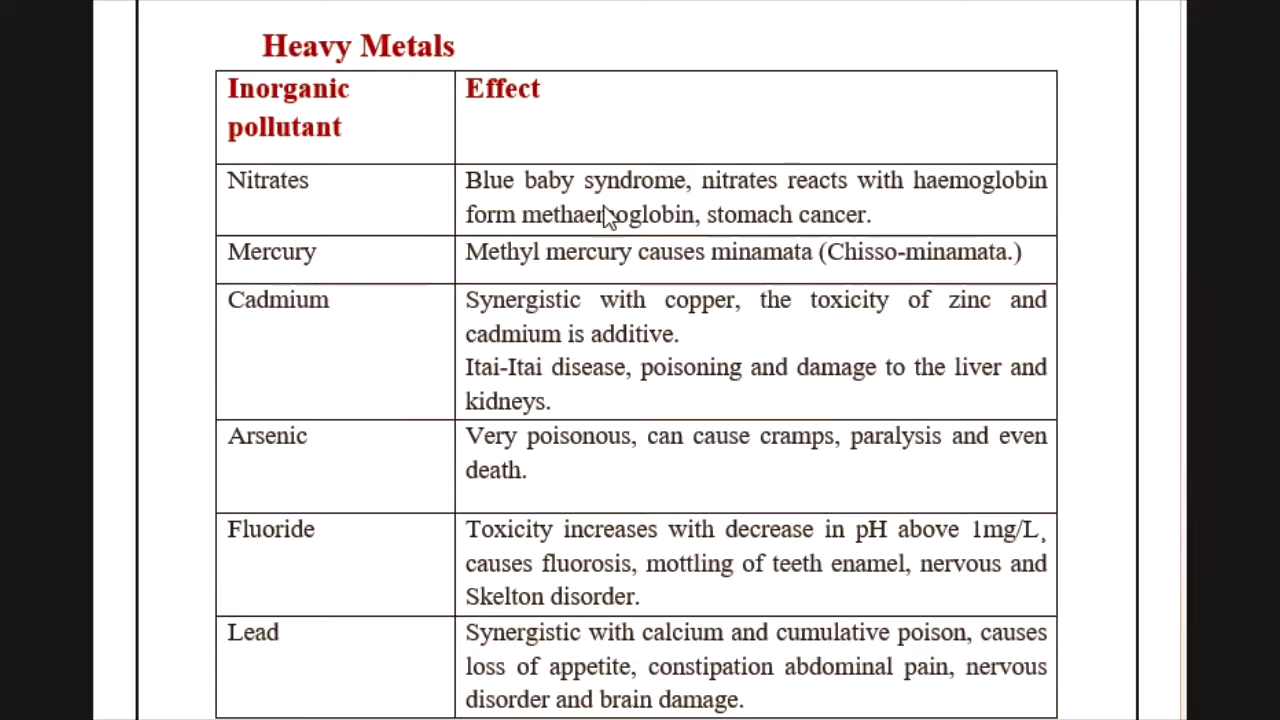 Heavy Metals
Inorganic
pollutant
Effect
Nitrates
Blue baby syndrome, nitrates reacts with haemoglobin
form methaemoglobin, stomach cancer.
Mercury
Methyl mercury causes minamata (Chisso-minamata.)
Cadmium
Synergistic with copper, the toxicity of zinc and
cadmium is additive.
Itai-Itai disease, poisoning and damage to the liver and
kidneys.
Arsenic
Very poisonous, can cause cramps, paralysis and even
death.
Fluoride
Toxicity increases with decrease in pH above 1mg/L,
causes fluorosis, mottling of teeth enamel, nervous and
Skelton disorder.
Lead
Synergistic with calcium and cumulative poison, causes
loss of appetite, constipation abdominal pain, nervous
disorder and brain damage.